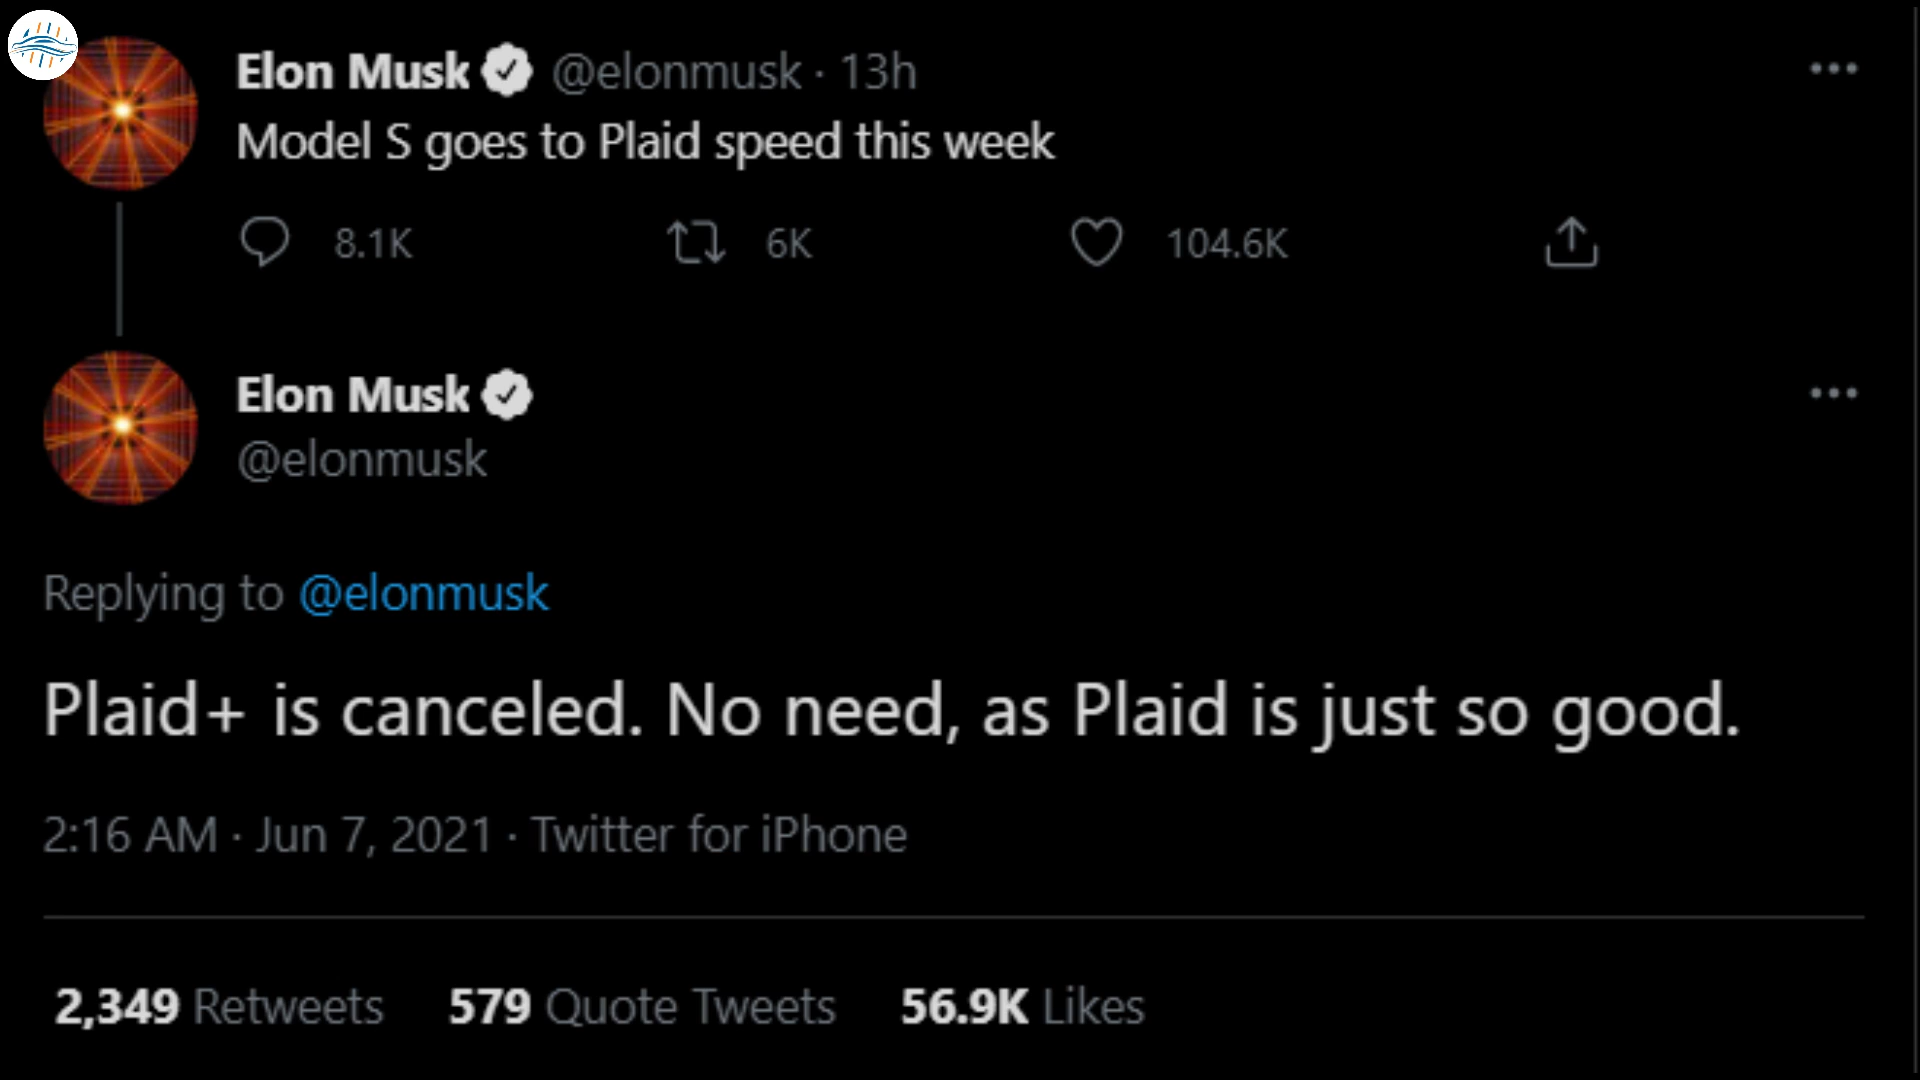 Elon Musk @elonmusk · 13h
Model S goes to Plaid speed this week
8.1K 6K 104.6K
Elon Musk
@elonmusk
Replying to @elonmusk
Plaid+ is canceled. No need, as Plaid is just so good.
2:16 AM · Jun 7, 2021 · Twitter for iPhone
2,349 Retweets 579 Quote Tweets 56.9K Likes